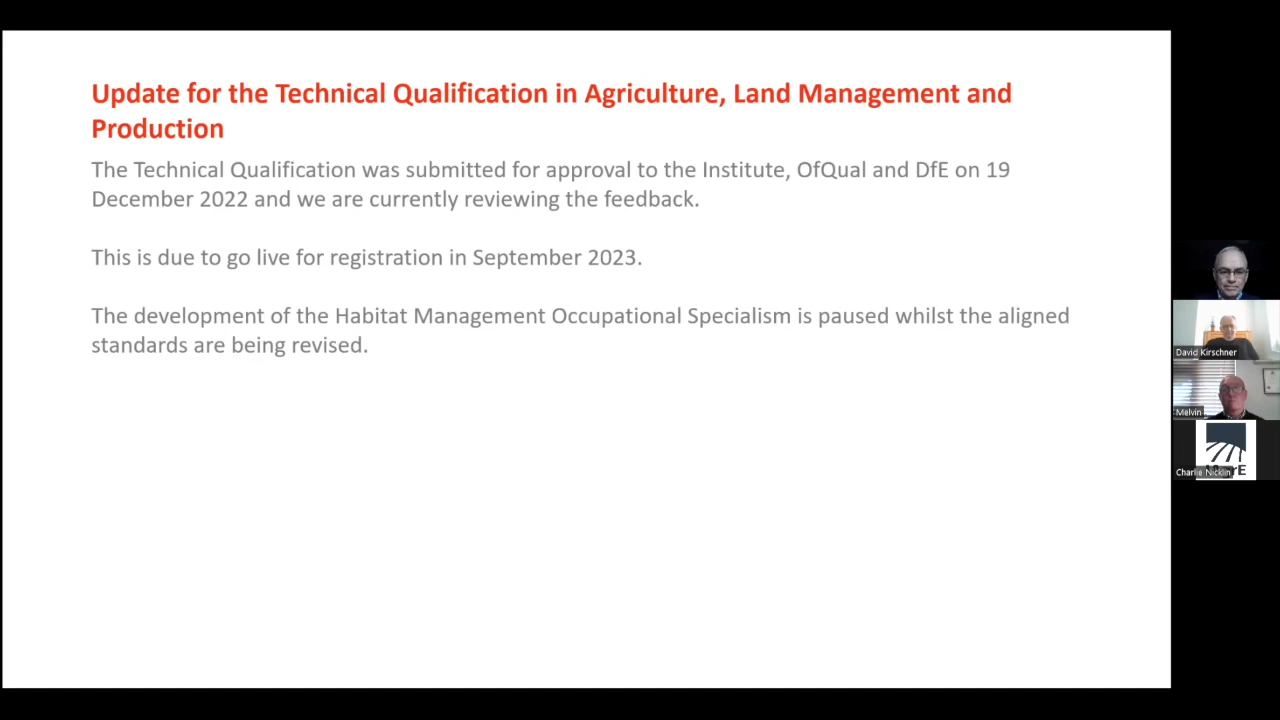 Update for the Technical Qualification in Agriculture, Land Management and
Production
The Technical Qualification was submitted for approval to the Institute, OfQual and DfE on 19
December 2022 and we are currently reviewing the feedback.
This is due to go live for registration in September 2023.
The development of the Habitat Management Occupational Specialism is paused whilst the aligned
standards are being revised.
David Kirschner
Melvin
Charlie Nicklin